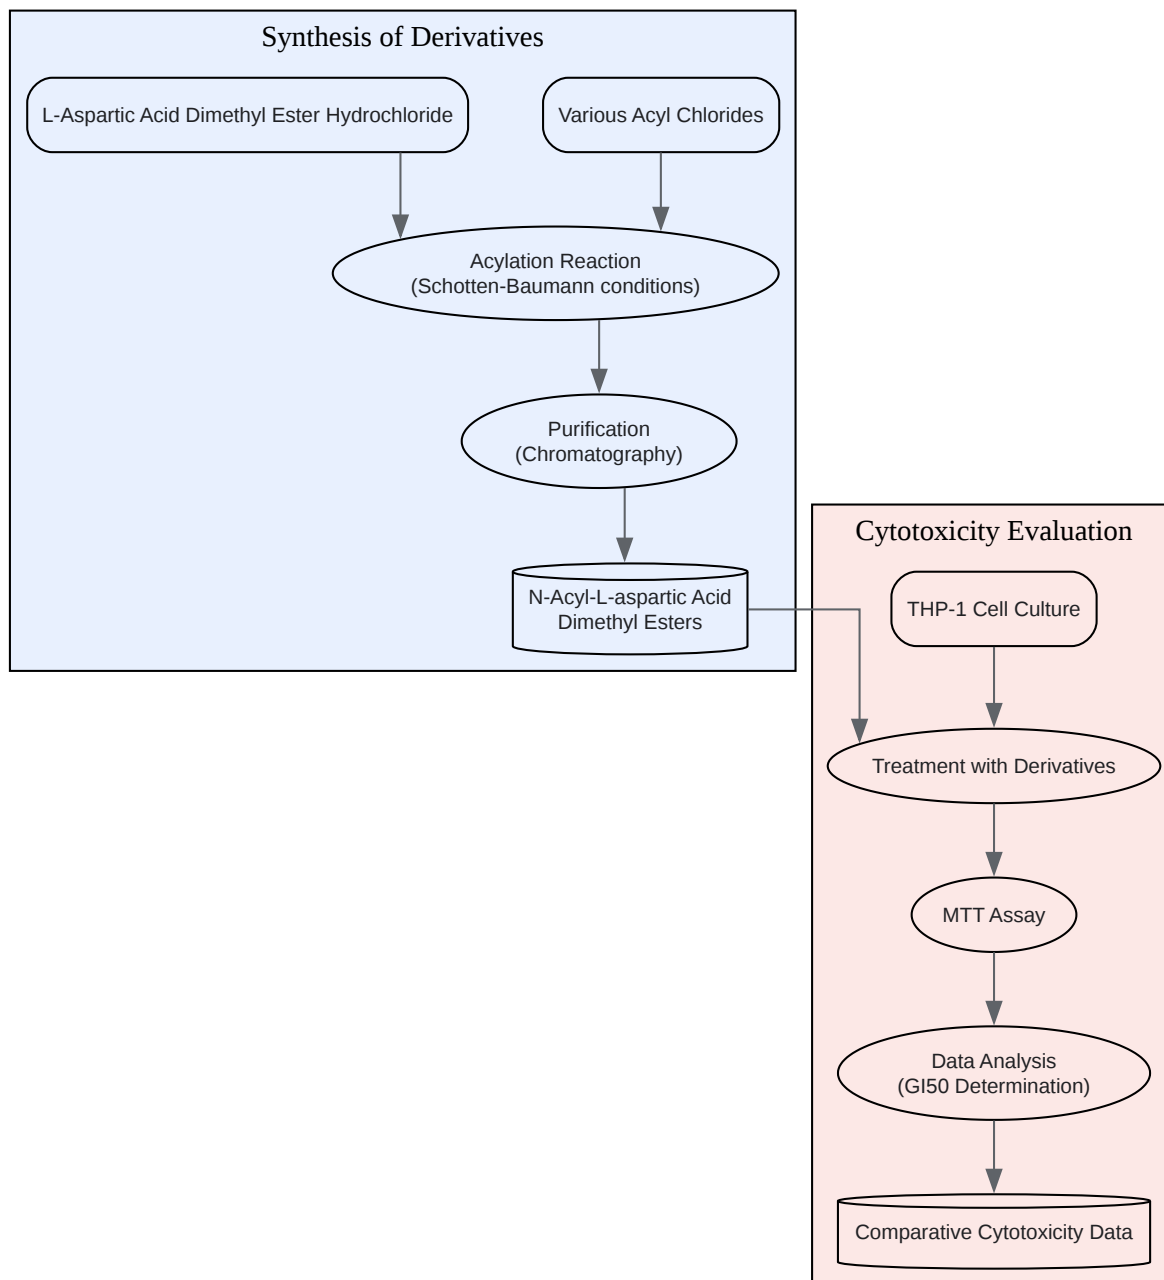 Synthesis of Derivatives
L-Aspartic Acid Dimethyl Ester Hydrochloride
Various Acyl Chlorides
Acylation Reaction
(Schotten-Baumann conditions)
Purification
(Chromatography)
N-Acyl-L-aspartic Acid
Dimethyl Esters
Cytotoxicity Evaluation
THP-1 Cell Culture
Treatment with Derivatives
MTT Assay
Data Analysis
(GI50 Determination)
Comparative Cytotoxicity Data